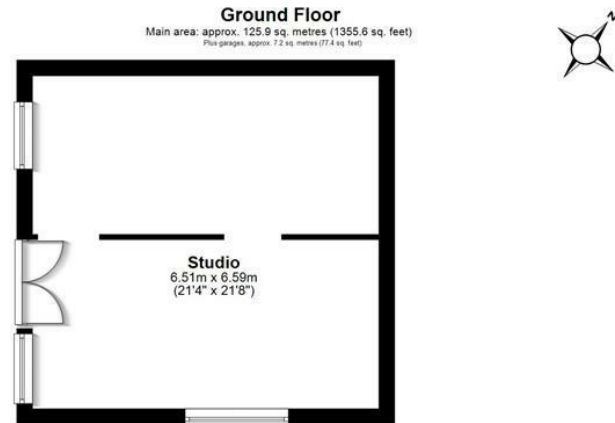 Ground Floor
Main area: approx. 125.9 sq. metres (1355.6 sq. feet)
Plus garages, approx. 7.2 sq. metres (77.4 sq. feet)
N
Studio
6.51m x 6.59m
(21'4" x 21'8")